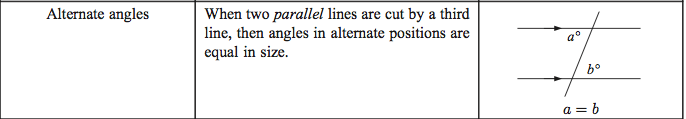 Alternate angles
When two parallel lines are cut by a third
line, then angles in alternate positions are
equal in size.
a°
b°
a = b